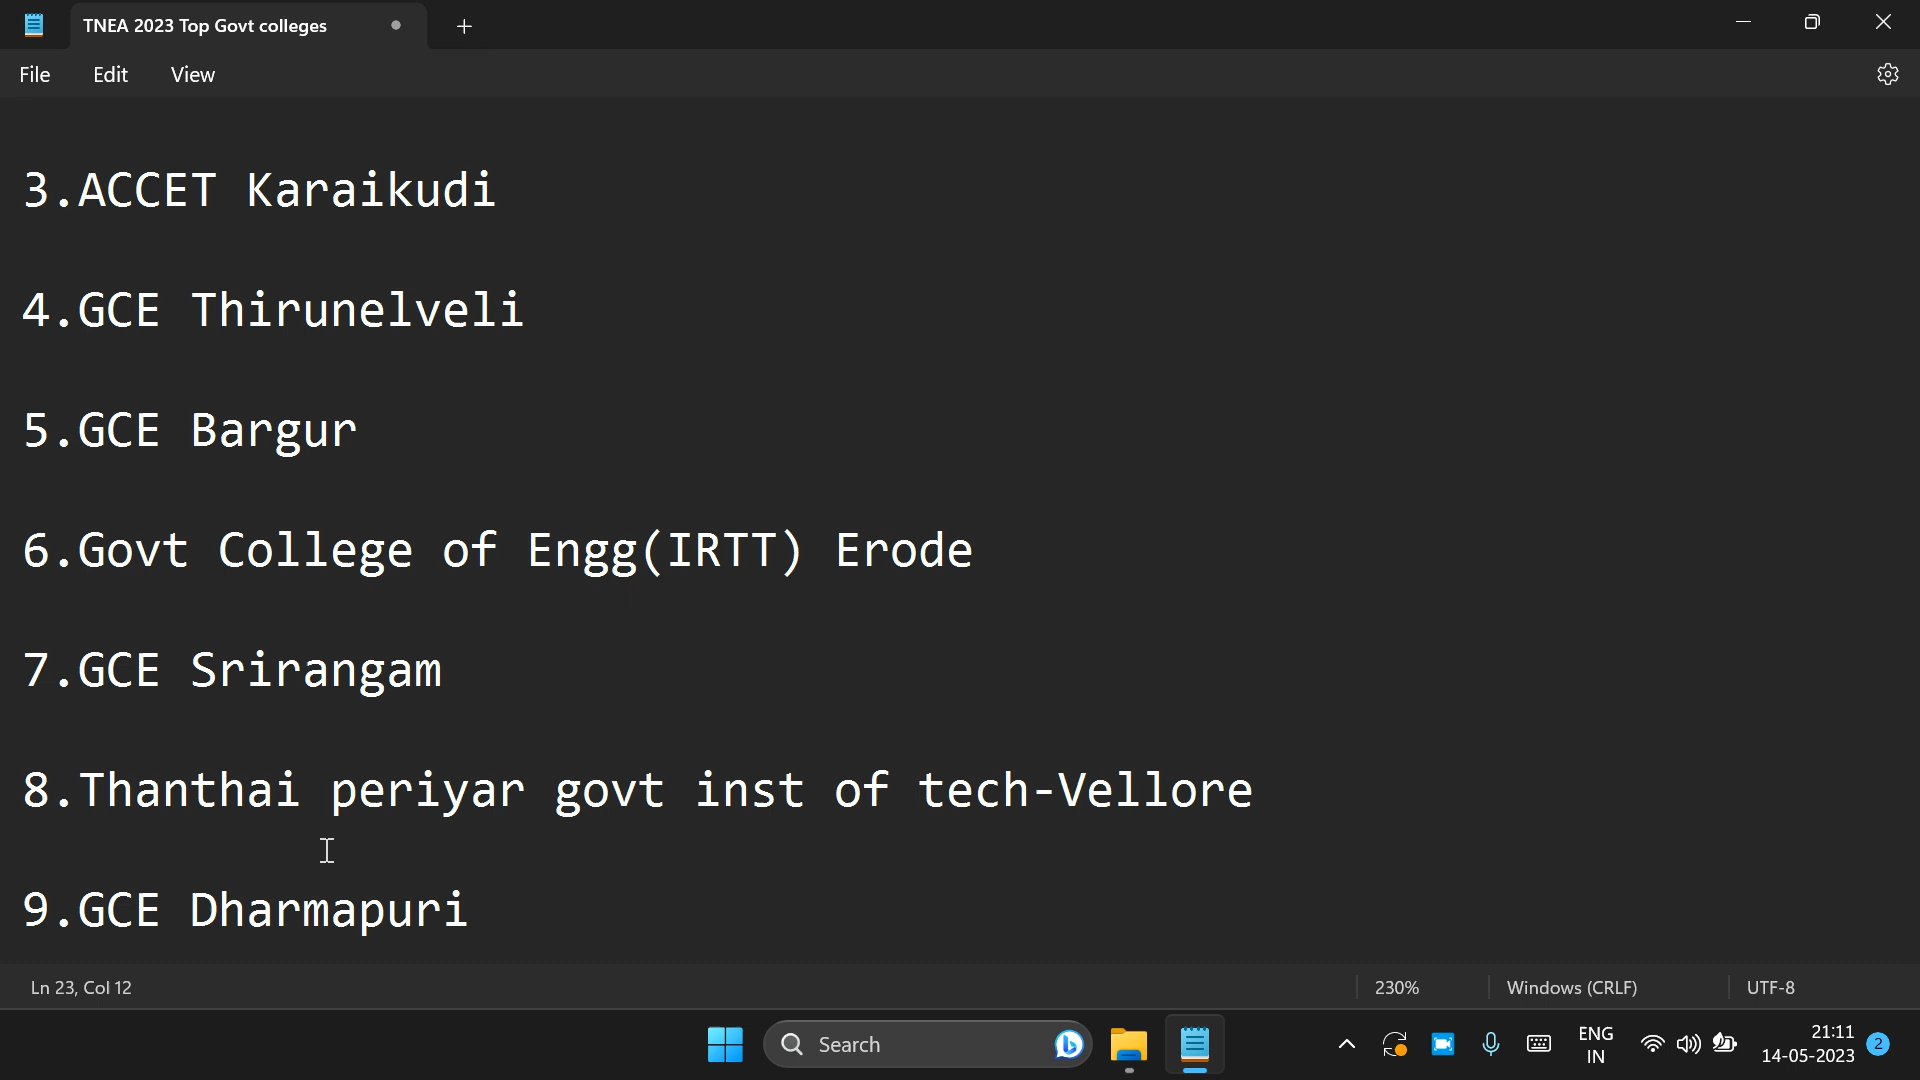 TNEA 2023 Top Govt colleges
File Edit View
3.ACCET Karaikudi
4.GCE Thirunelveli
5.GCE Bargur
6.Govt College of Engg(IRTT) Erode
7.GCE Srirangam
8.Thanthai periyar govt inst of tech-Vellore
9.GCE Dharmapuri
Ln 23, Col 12 230% Windows (CRLF) UTF-8
Search
ENG
IN
21:11
14-05-2023
2